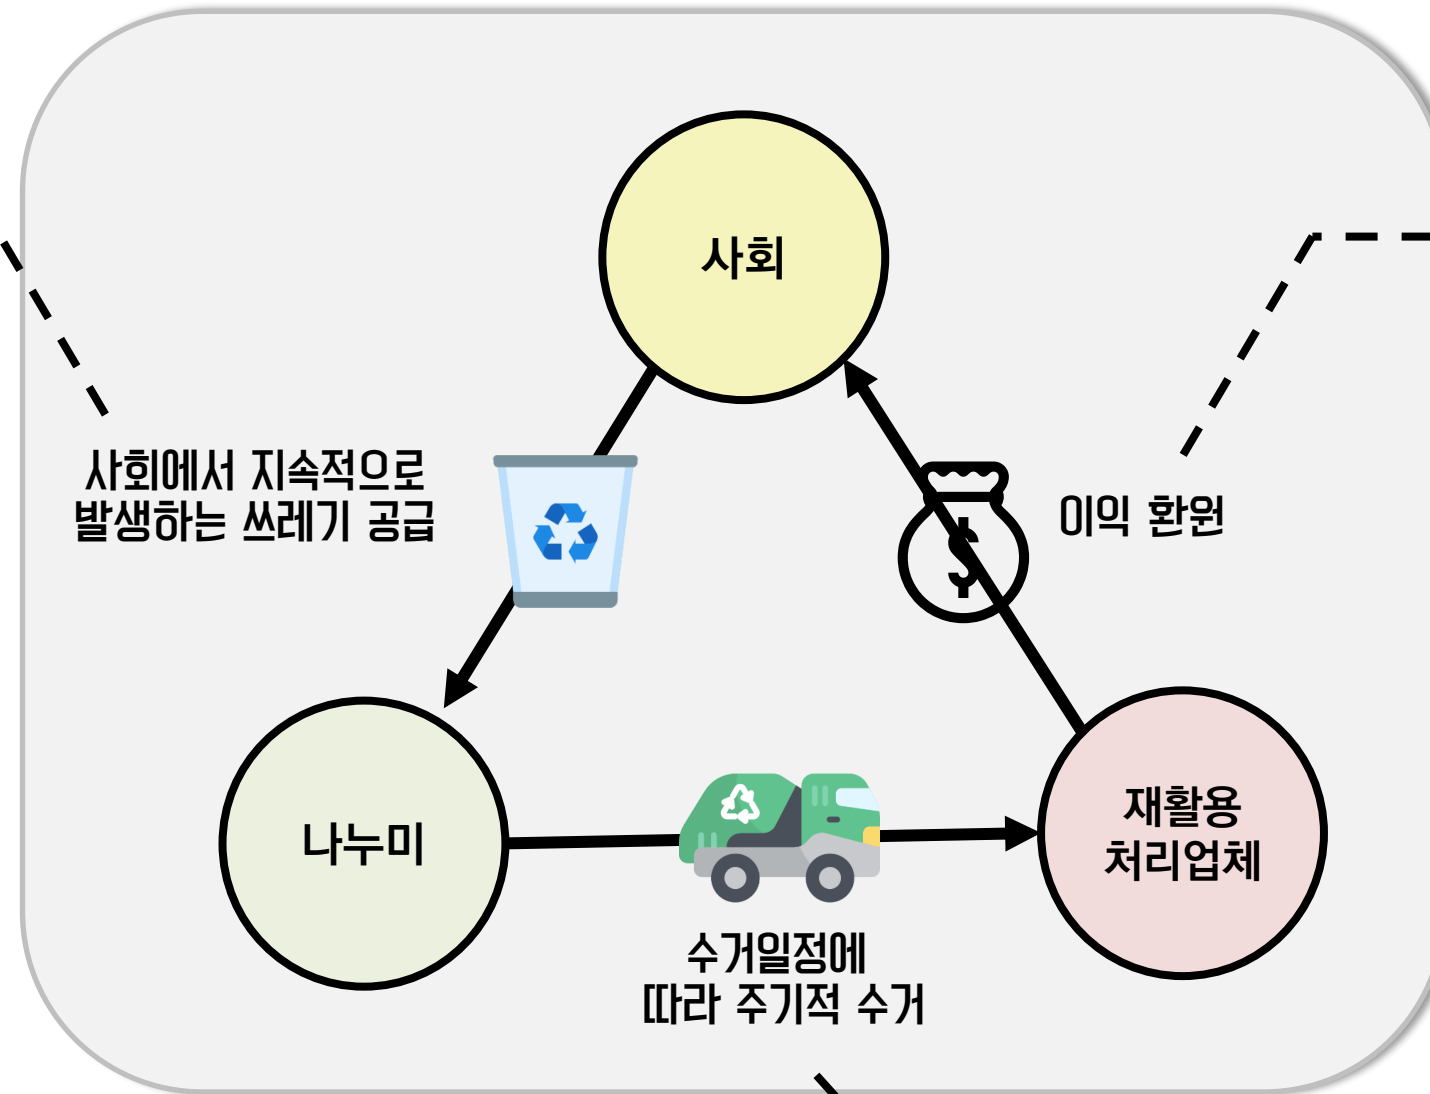 사회
사회에서 지속적으로
발생하는 쓰레기 공급
이익 환원
나누미
재활용
처리업체
수거일정에
따라 주기적 수거